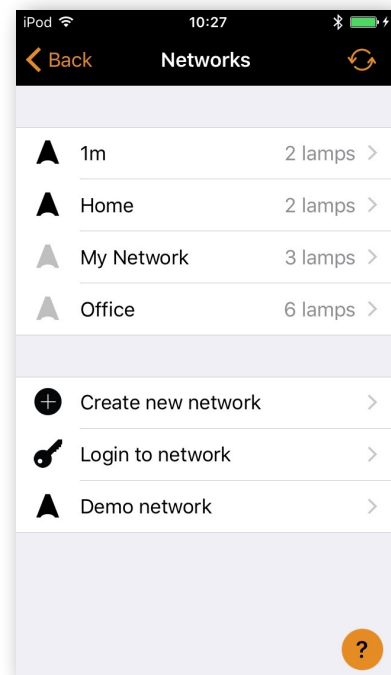 iPod 10:27
Back Networks
1m 2 lamps
Home 2 lamps
My Network 3 lamps
Office 6 lamps
Create new network
Login to network
Demo network
?